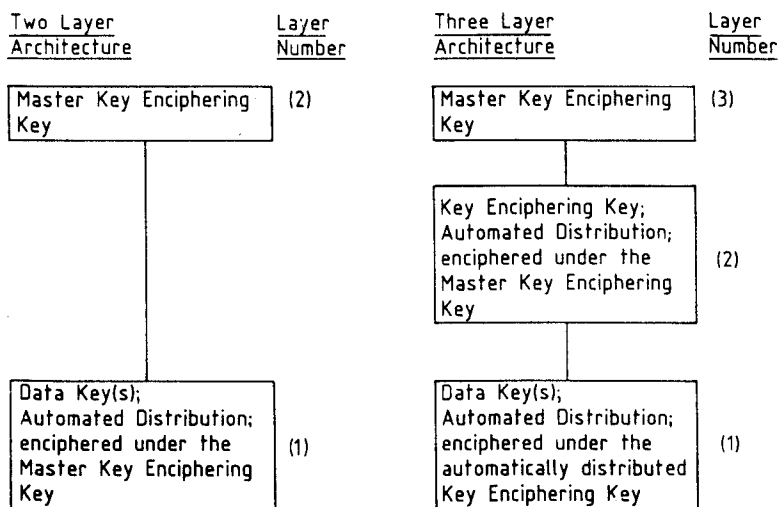 Two Layer
Architecture
Layer
Number
Master Key Enciphering
Key
(2)
Data Key(s);
Automated Distribution;
enciphered under the
Master Key Enciphering
Key
(1)
Three Layer
Architecture
Layer
Number
Master Key Enciphering
Key
(3)
Key Enciphering Key;
Automated Distribution;
enciphered under the
Master Key Enciphering
Key
(2)
Data Key(s);
Automated Distribution;
enciphered under the
automatically distributed
Key Enciphering Key
(1)